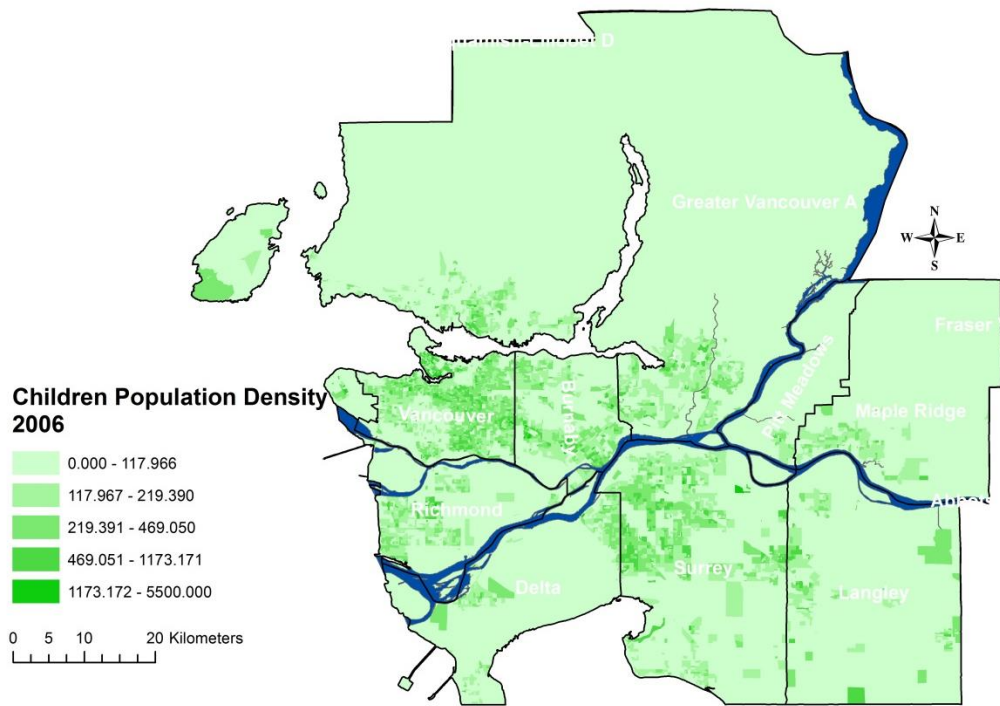 Greater Vancouver A
N
W E
S
Fraser
Pitt Meadows
Maple Ridge
Burnaby
Vancouver
Richmond
Delta
Surrey
Langley
Children Population Density
2006
0.000 - 117.966
117.967 - 219.390
219.391 - 469.050
469.051 - 1173.171
1173.172 - 5500.000
0 5 10 20 Kilometers